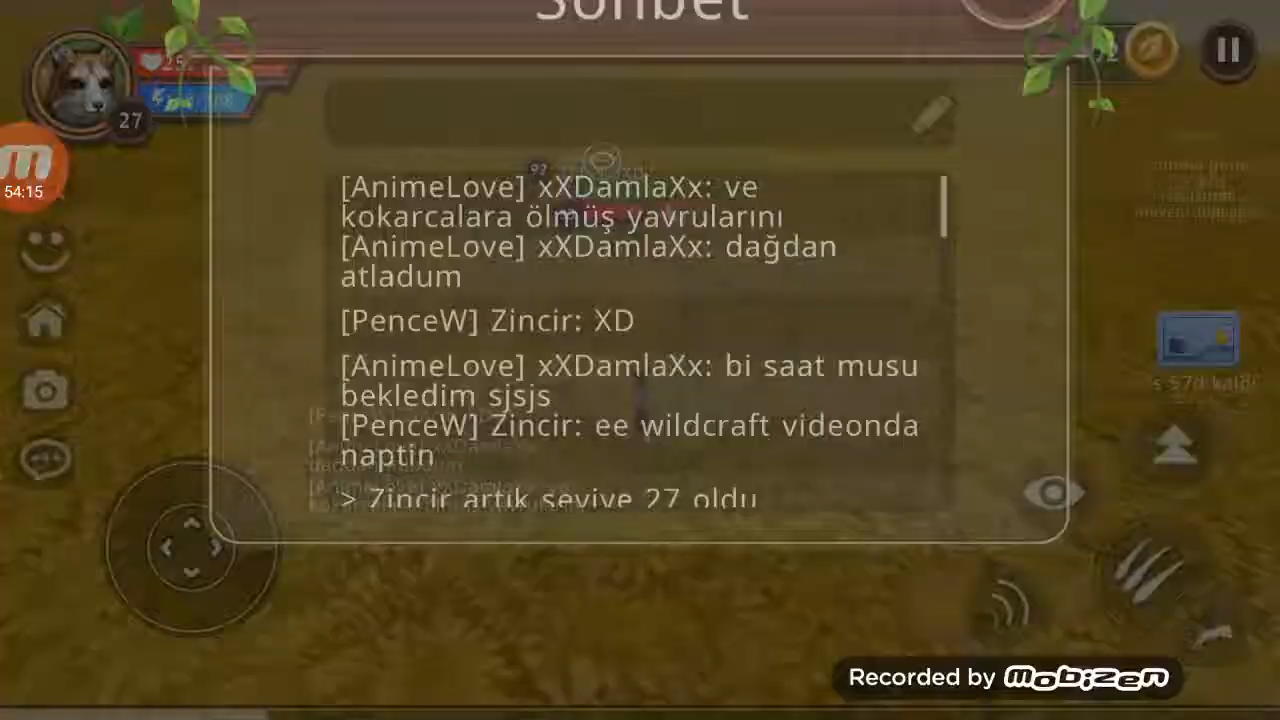 Sohbet
27
54:15
[AnimeLove] xXDamlaXx: ve
kokarcalara ölmüş yavrularını
[AnimeLove] xXDamlaXx: dağdan
atladum
[PenceW] Zincir: XD
[AnimeLove] xXDamlaXx: bi saat musu
bekledim sjsjs
[PenceW] Zincir: ee wildcraft videonda
naptin
> Zincir artık seviye 27 oldu
Recorded by mobizen